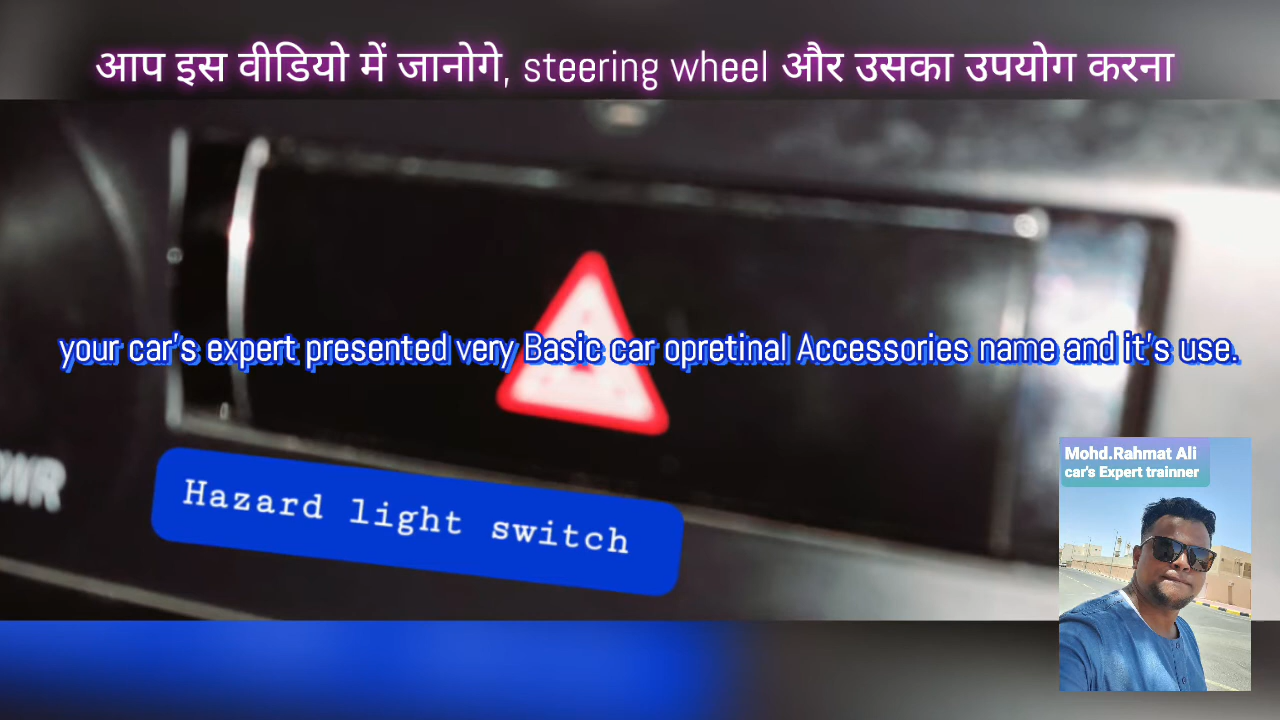 आप इस वीडियो में जानोगे, steering wheel और उसका उपयोग करना
your car's expert presented very Basic car opretinal Accessories name and it's use.
Mohd.Rahmat Ali
car's Expert trainner
WR
Hazard light switch